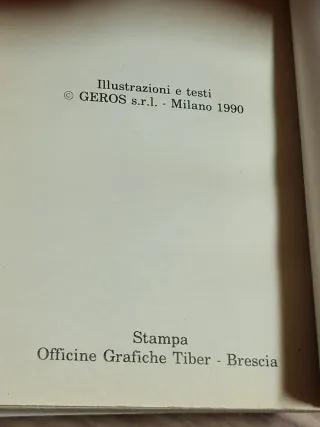 Illustrazioni e testi
© GEROS s.r.l. - Milano 1990
Stampa
Officine Grafiche Tiber - Brescia